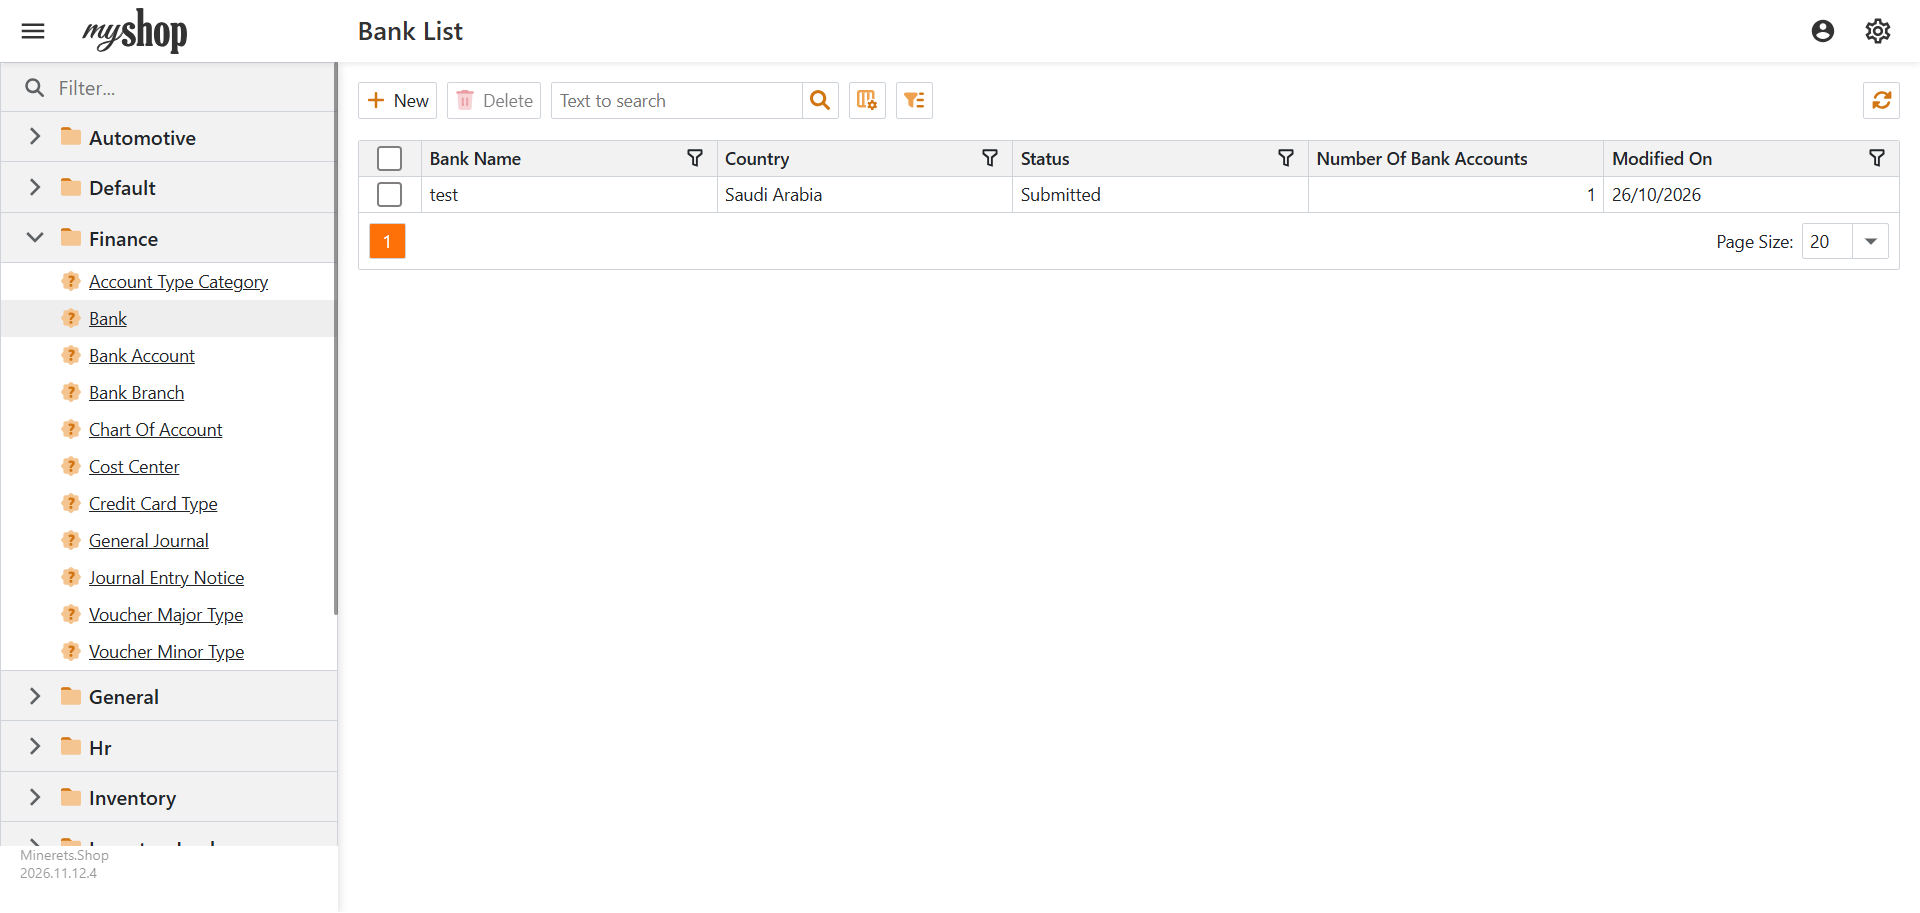 myshop
Bank List
Filter...
New
Delete
Text to search
Automotive
Default
Finance
Account Type Category
Bank
Bank Account
Bank Branch
Chart Of Account
Cost Center
Credit Card Type
General Journal
Journal Entry Notice
Voucher Major Type
Voucher Minor Type
General
Hr
Inventory
Minerets.Shop
2026.11.12.4
Bank Name
Country
Status
Number Of Bank Accounts
Modified On
test
Saudi Arabia
Submitted
1
26/10/2026
1
Page Size:
20